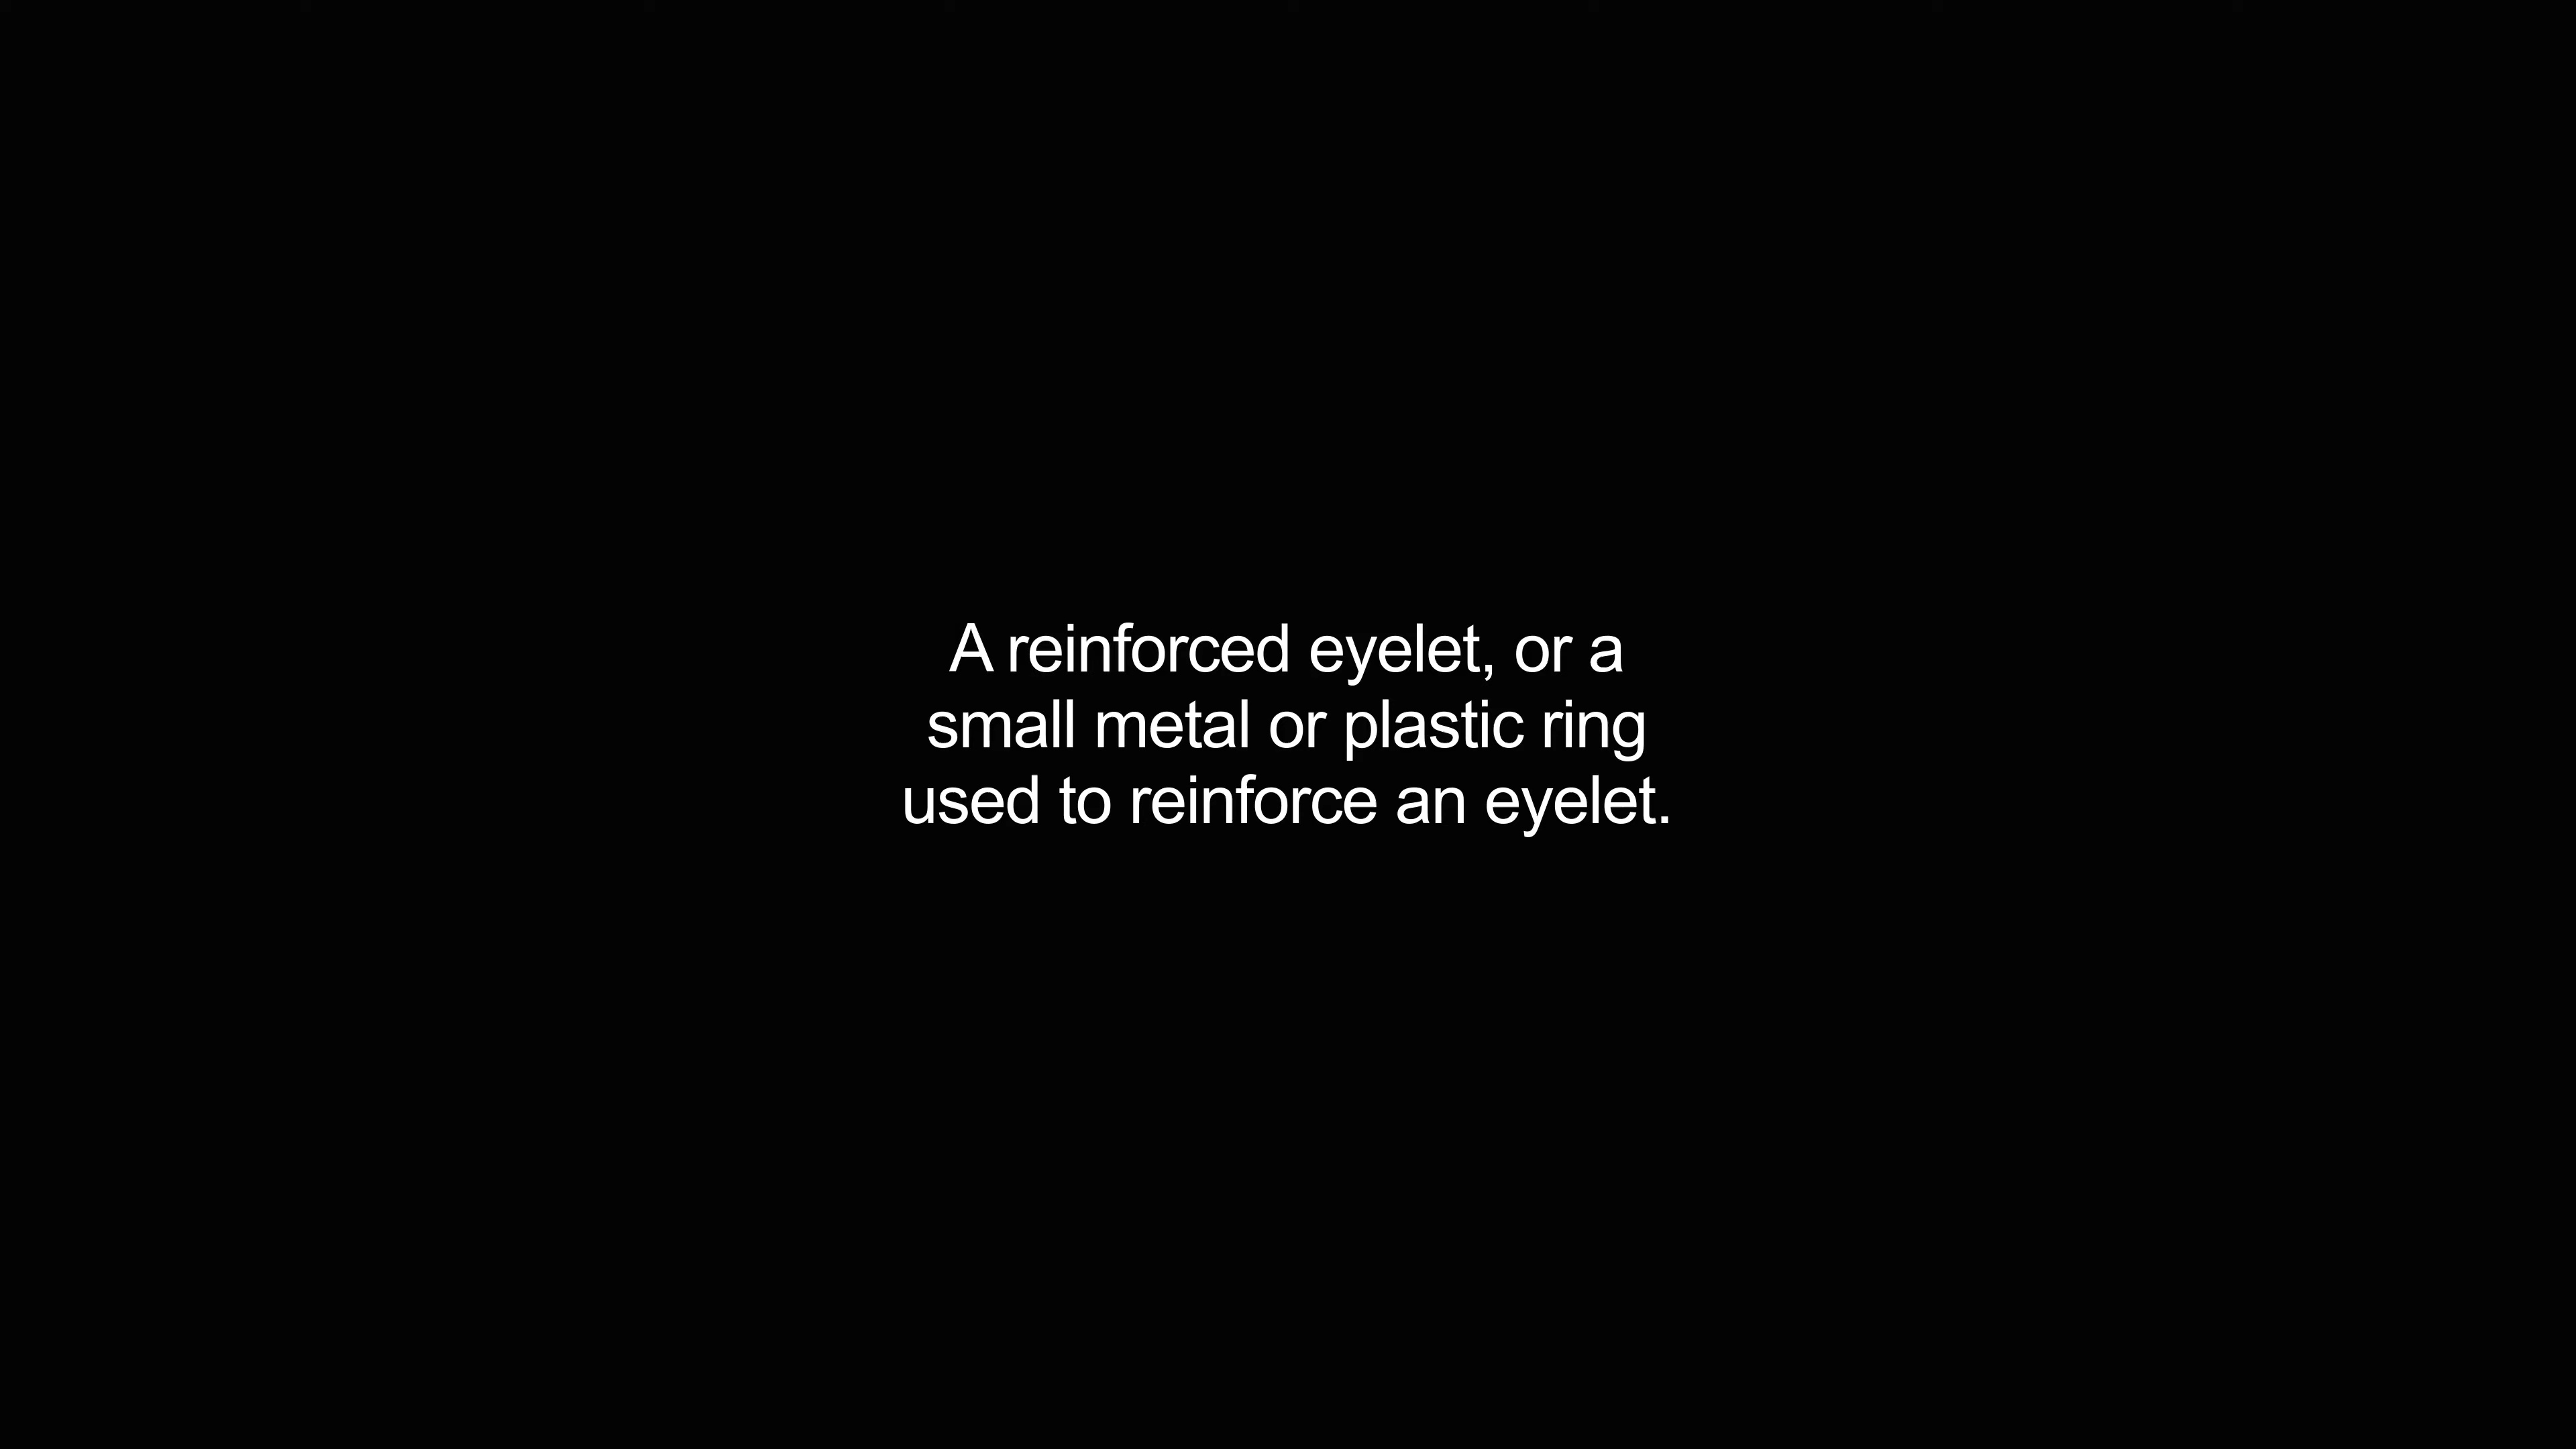 A reinforced eyelet, or a
small metal or plastic ring
used to reinforce an eyelet.